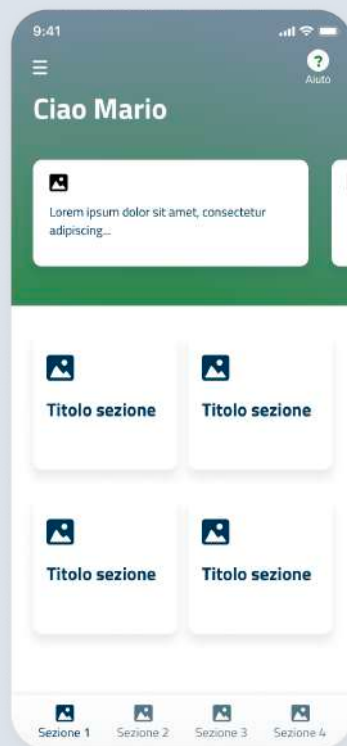 9:41
Aiuto
Ciao Mario
Lorem ipsum dolor sit amet, consectetur
adipiscing...
Titolo sezione
Titolo sezione
Titolo sezione
Titolo sezione
Sezione 1
Sezione 2
Sezione 3
Sezione 4